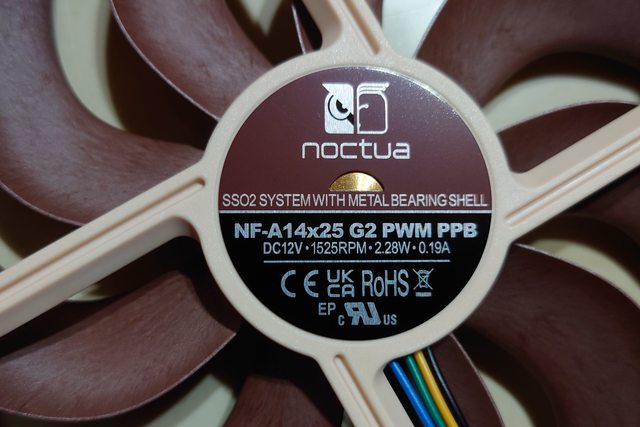 noctua
SSO2 SYSTEM WITH METAL BEARING SHELL
NF-A14x25 G2 PWM PPB
DC12V·1525RPM·2.28W·0.19A
CE UK CA RoHS
EP c RU US